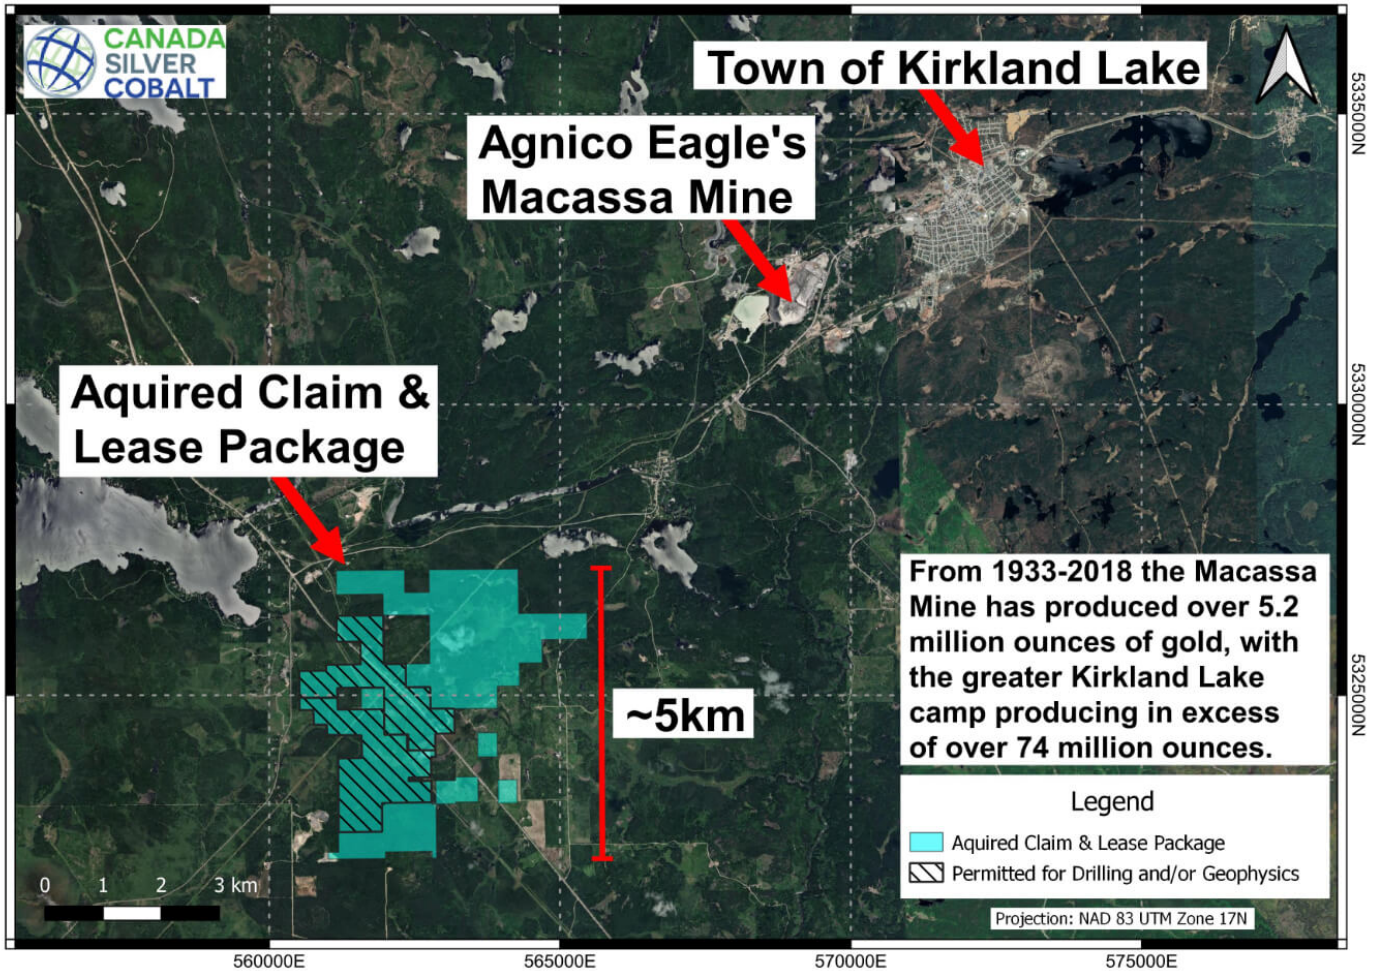 CANADA
SILVER
COBALT
Town of Kirkland Lake
Agnico Eagle's
Macassa Mine
Aquired Claim &
Lease Package
~5km
From 1933-2018 the Macassa
Mine has produced over 5.2
million ounces of gold, with
the greater Kirkland Lake
camp producing in excess
of over 74 million ounces.
Legend
Aquired Claim & Lease Package
Permitted for Drilling and/or Geophysics
Projection: NAD 83 UTM Zone 17N
0 1 2 3 km
5335000N
5330000N
5325000N
560000E 565000E 570000E 575000E